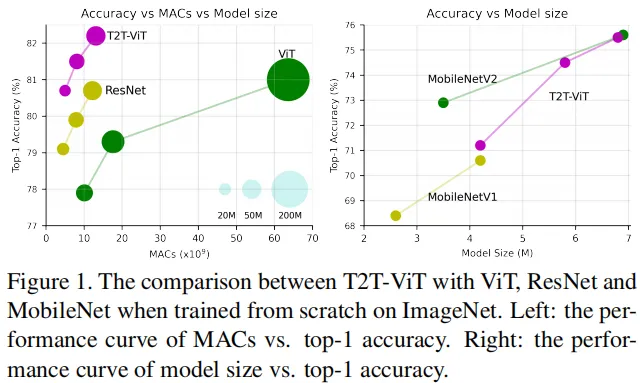 Accuracy vs MACs vs Model size
82
81
80
79
78
77
Top-1 Accuracy (%)
T2T-ViT
ViT
ResNet
20M 50M 200M
0 10 20 30 40 50 60 70
MACs (x10⁹)
Accuracy vs Model size
76
75
74
73
72
71
70
69
68
Top-1 Accuracy (%)
MobileNetV2
T2T-ViT
MobileNetV1
2 3 4 5 6 7
Model Size (M)
Figure 1. The comparison between T2T-ViT with ViT, ResNet and
MobileNet when trained from scratch on ImageNet. Left: the per-
formance curve of MACs vs. top-1 accuracy. Right: the perfor-
mance curve of model size vs. top-1 accuracy.